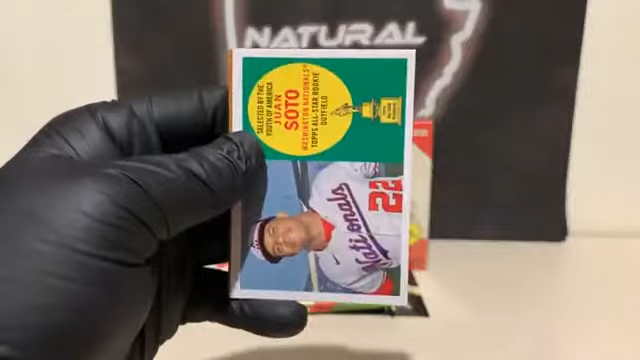 NATURAL
SELECTED BY THE
YOUTH OF AMERICA
JUAN
SOTO
WASHINGTON NATIONALS
TOPPS ALL-STAR ROOKIE
OUTFIELD
Nationals
22